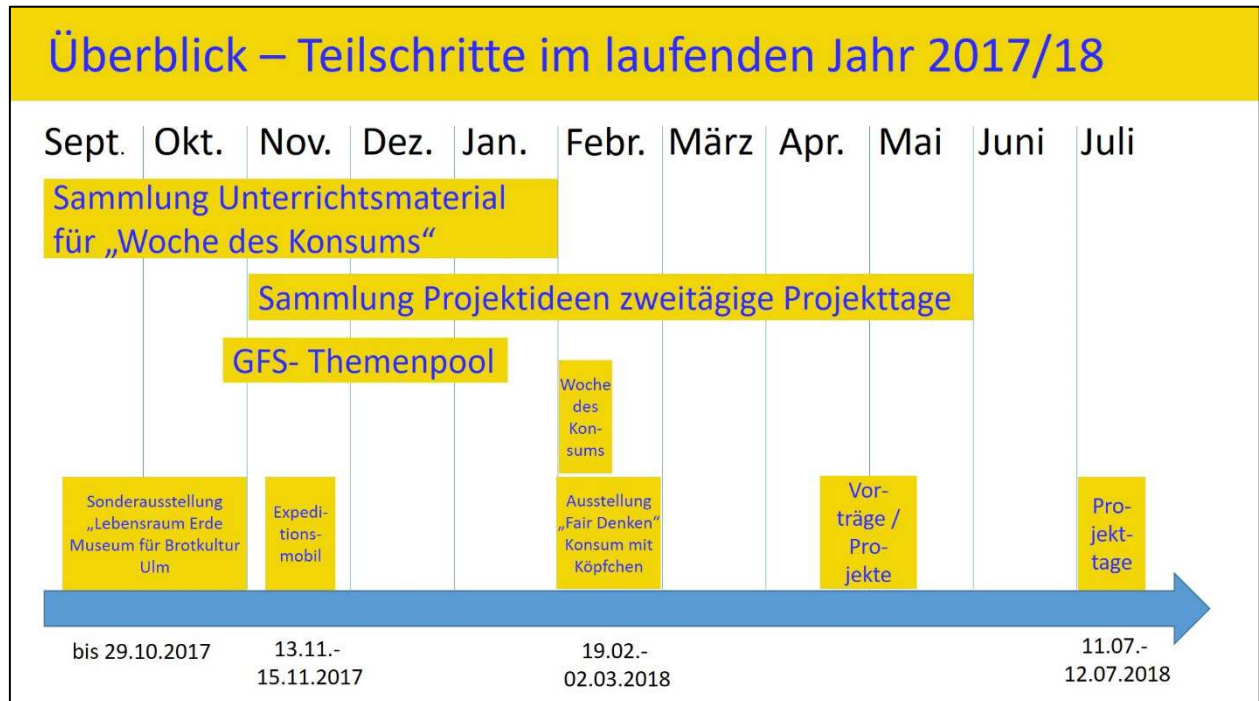 Überblick – Teilschritte im laufenden Jahr 2017/18
Sept. Okt. Nov. Dez. Jan. Febr. März Apr. Mai Juni Juli
Sammlung Unterrichtsmaterial
für „Woche des Konsums“
Sammlung Projektideen zweitägige Projekttage
GFS- Themenpool
Woche
des
Kon-
sums
Sonderausstellung
„Lebensraum Erde
Museum für Brotkultur
Ulm
Expedi-
tions-
mobil
Ausstellung
„Fair Denken“
Konsum mit
Köpfchen
Vor-
träge /
Pro-
jekte
Pro-
jekt-
tage
bis 29.10.2017
13.11.-
15.11.2017
19.02.-
02.03.2018
11.07.-
12.07.2018